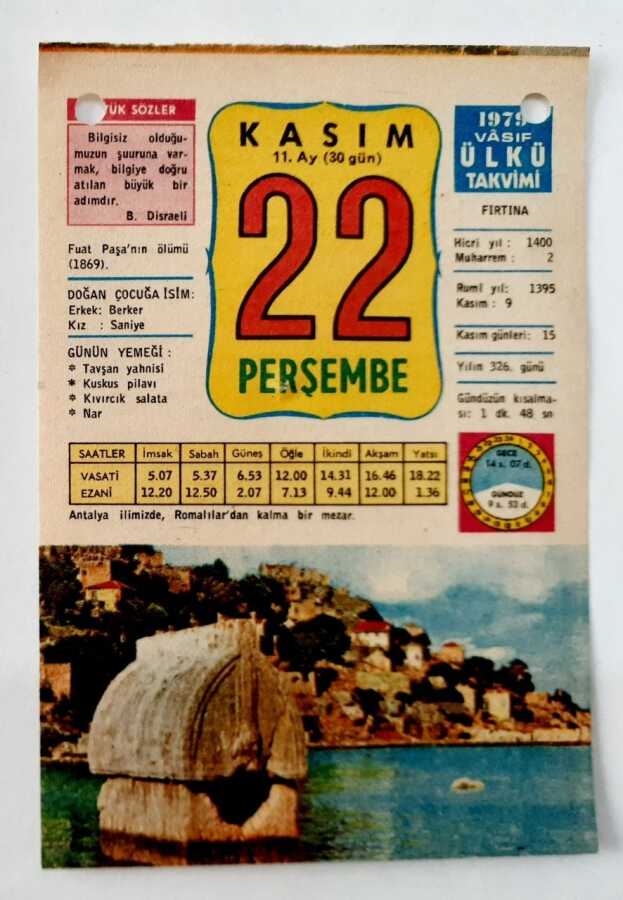 YÜK SÖZLER
Bilgisiz olduğu-
muzun şuuruna var-
mak, bilgiye doğru
atılan büyük bir
adımdır.
B. Disraeli
Fuat Paşa'nın ölümü
(1869).
DOĞAN ÇOCUĞA İSİM:
Erkek: Berker
Kız : Saniye
GÜNÜN YEMEĞİ :
* Tavşan yahnisi
* Kuskus pilavı
* Kıvırcık salata
* Nar
KASIM
11. Ay (30 gün)
22
PERŞEMBE
1979
VÂSIF
ÜLKÜ
TAKVİMİ
FIRTINA
Hicri yıl : 1400
Muharrem : 2
Rumî yıl: 1395
Kasım : 9
Kasım günleri: 15
Yılın 326. günü
Gündüzün kısalma-
sı: 1 dk. 48 sn
SAATLER İmsak Sabah Güneş Öğle İkindi Akşam Yatsı
VASATİ 5.07 5.37 6.53 12.00 14.31 16.46 18.22
EZANİ 12.20 12.50 2.07 7.13 9.44 12.00 1.36
GECE
14 s. 07 d.
GÜNDÜZ
9 s. 53 d.
Antalya ilimizde, Romalılar'dan kalma bir mezar.